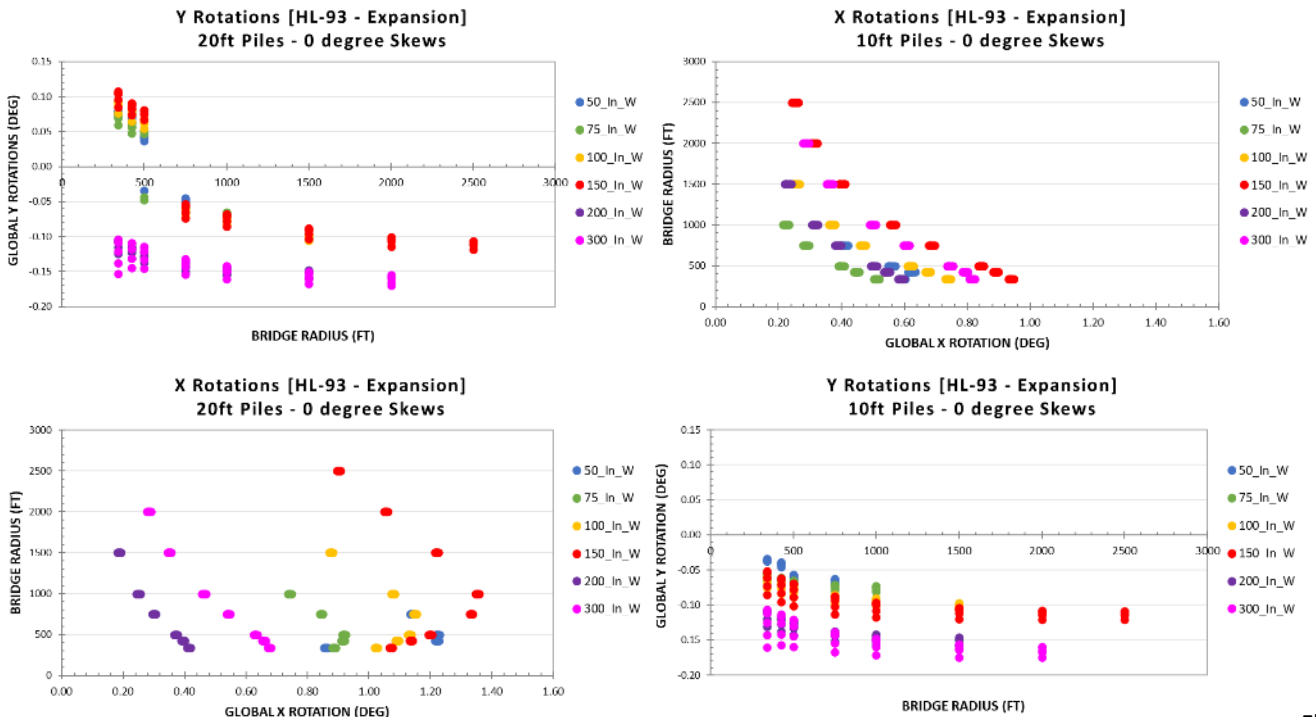 Y Rotations [HL-93 - Expansion]
20ft Piles - 0 degree Skews
GLOBAL Y ROTATIONS (DEG)
0.15
0.10
0.05
0.00
-0.05
-0.10
-0.15
-0.20
0 500 1000 1500 2000 2500 3000
BRIDGE RADIUS (FT)
50_In_W
75_In_W
100_In_W
150_In_W
200_In_W
300_In_W
X Rotations [HL-93 - Expansion]
10ft Piles - 0 degree Skews
BRIDGE RADIUS (FT)
3000
2500
2000
1500
1000
500
0
0.00 0.20 0.40 0.60 0.80 1.00 1.20 1.40 1.60
GLOBAL X ROTATION (DEG)
50_In_W
75_In_W
100_In_W
150_In_W
200_In_W
300_In_W
X Rotations [HL-93 - Expansion]
20ft Piles - 0 degree Skews
BRIDGE RADIUS (FT)
3000
2500
2000
1500
1000
500
0
0.00 0.20 0.40 0.60 0.80 1.00 1.20 1.40 1.60
GLOBAL X ROTATION (DEG)
50_In_W
75_In_W
100_In_W
150_In_W
200_In_W
300_In_W
Y Rotations [HL-93 - Expansion]
10ft Piles - 0 degree Skews
GLOBAL Y ROTATION (DEG)
0.15
0.10
0.05
0.00
-0.05
-0.10
-0.15
-0.20
0 500 1000 1500 2000 2500 3000
BRIDGE RADIUS (FT)
50_In_W
75_In_W
100_In_W
150_In_W
200_In_W
300_In_W